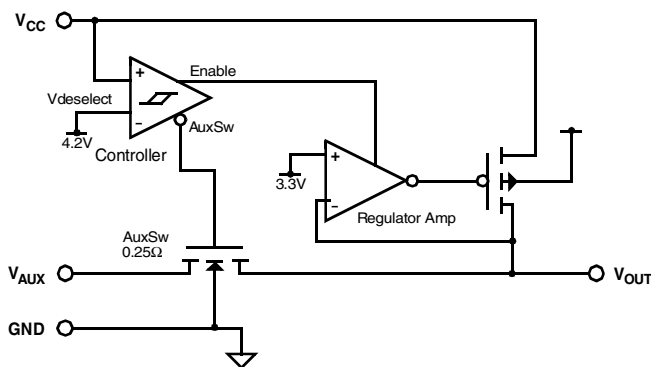 VCC
+
Enable
Vdeselect
-
4.2V
AuxSw
Controller
+
3.3V
-
Regulator Amp
AuxSw
0.25Ω
VAUX
VOUT
GND